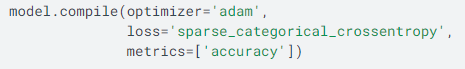 model.compile(optimizer='adam',
              loss='sparse_categorical_crossentropy',
              metrics=['accuracy'])